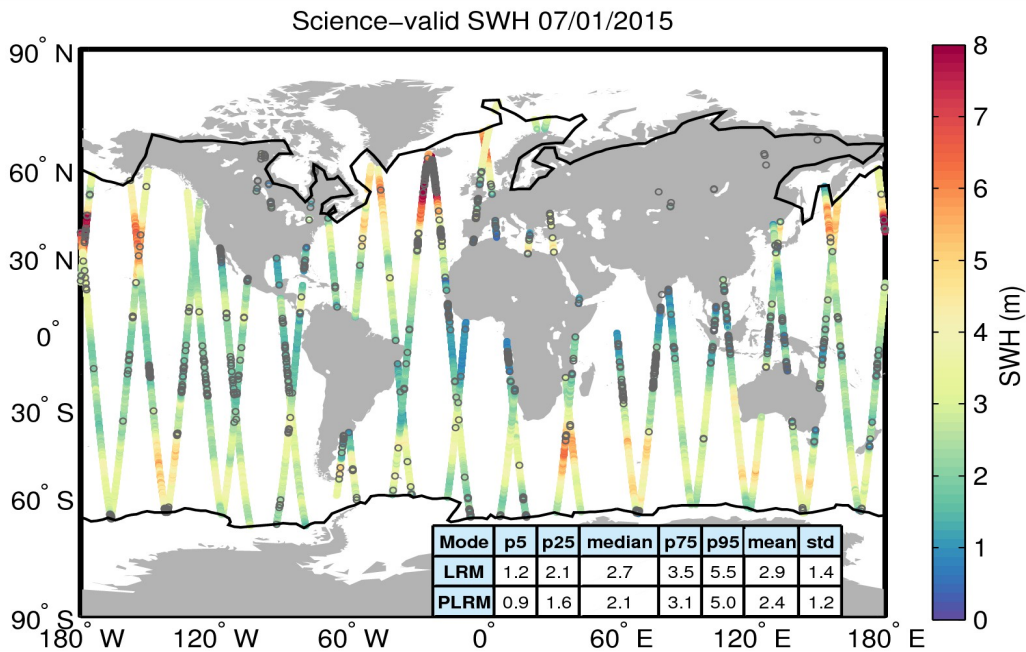 Science−valid SWH 07/01/2015
90° N
60° N
30° N
0°
30° S
60° S
90° S
180° W
120° W
60° W
0°
60° E
120° E
180° E
8
7
6
5
4
3
2
1
0
SWH (m)
Mode p5 p25 median p75 p95 mean std
LRM 1.2 2.1 2.7 3.5 5.5 2.9 1.4
PLRM 0.9 1.6 2.1 3.1 5.0 2.4 1.2